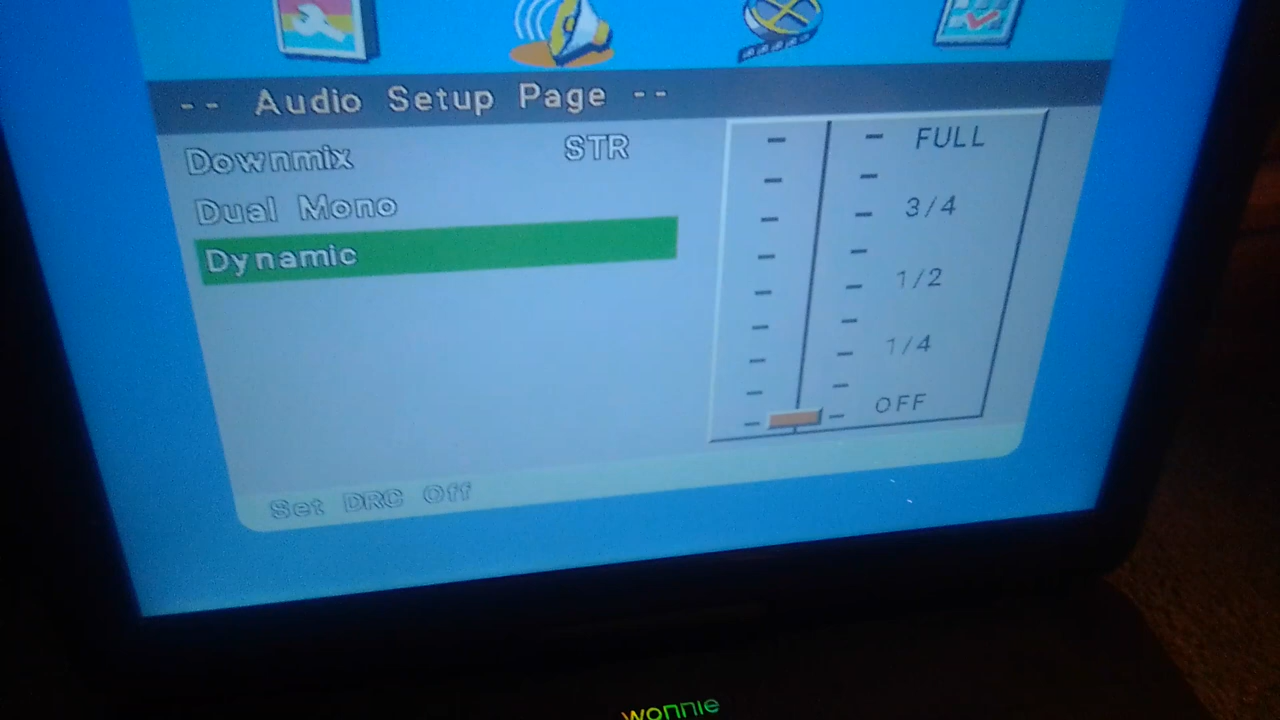 -- Audio Setup Page --
Downmix STR
Dual Mono
Dynamic
FULL
3/4
1/2
1/4
OFF
Set DRC Off
wonnie